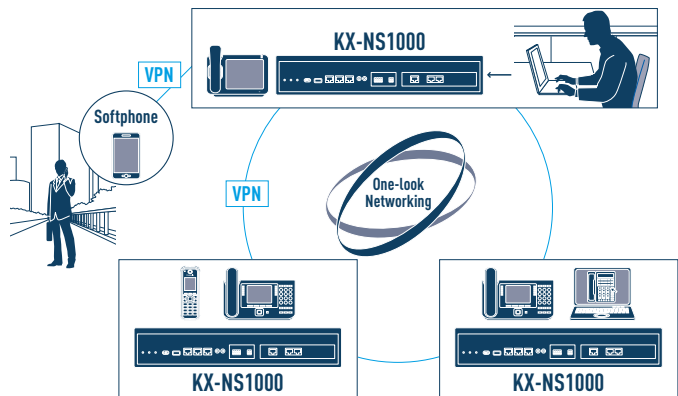 KX-NS1000
VPN
Softphone
VPN
One-look
Networking
KX-NS1000
KX-NS1000